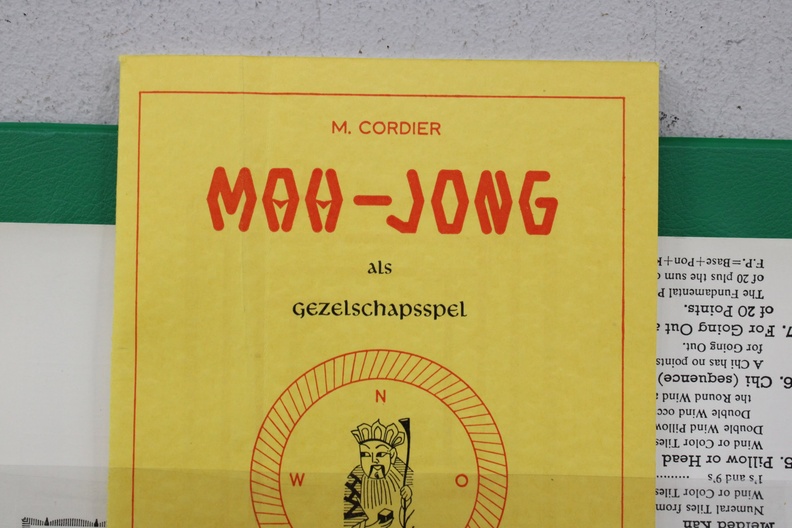 M. CORDIER
MAH-JONG
als
gezelschapsspel
N
W
O
F.P.=Base+Pon+
of 20 plus the sum
The Fundamental
of 20 Points.
7. For Going Out
for Going Out.
A Chi has no points
6. Chi (sequence)
the Round Wind
Double Wind
Double Wind Pillow
Wind or Color Tiles
5. Pillow or Head
1's and 9's
Wind or Color Tiles
Numeral from Tiles
Melded Kan